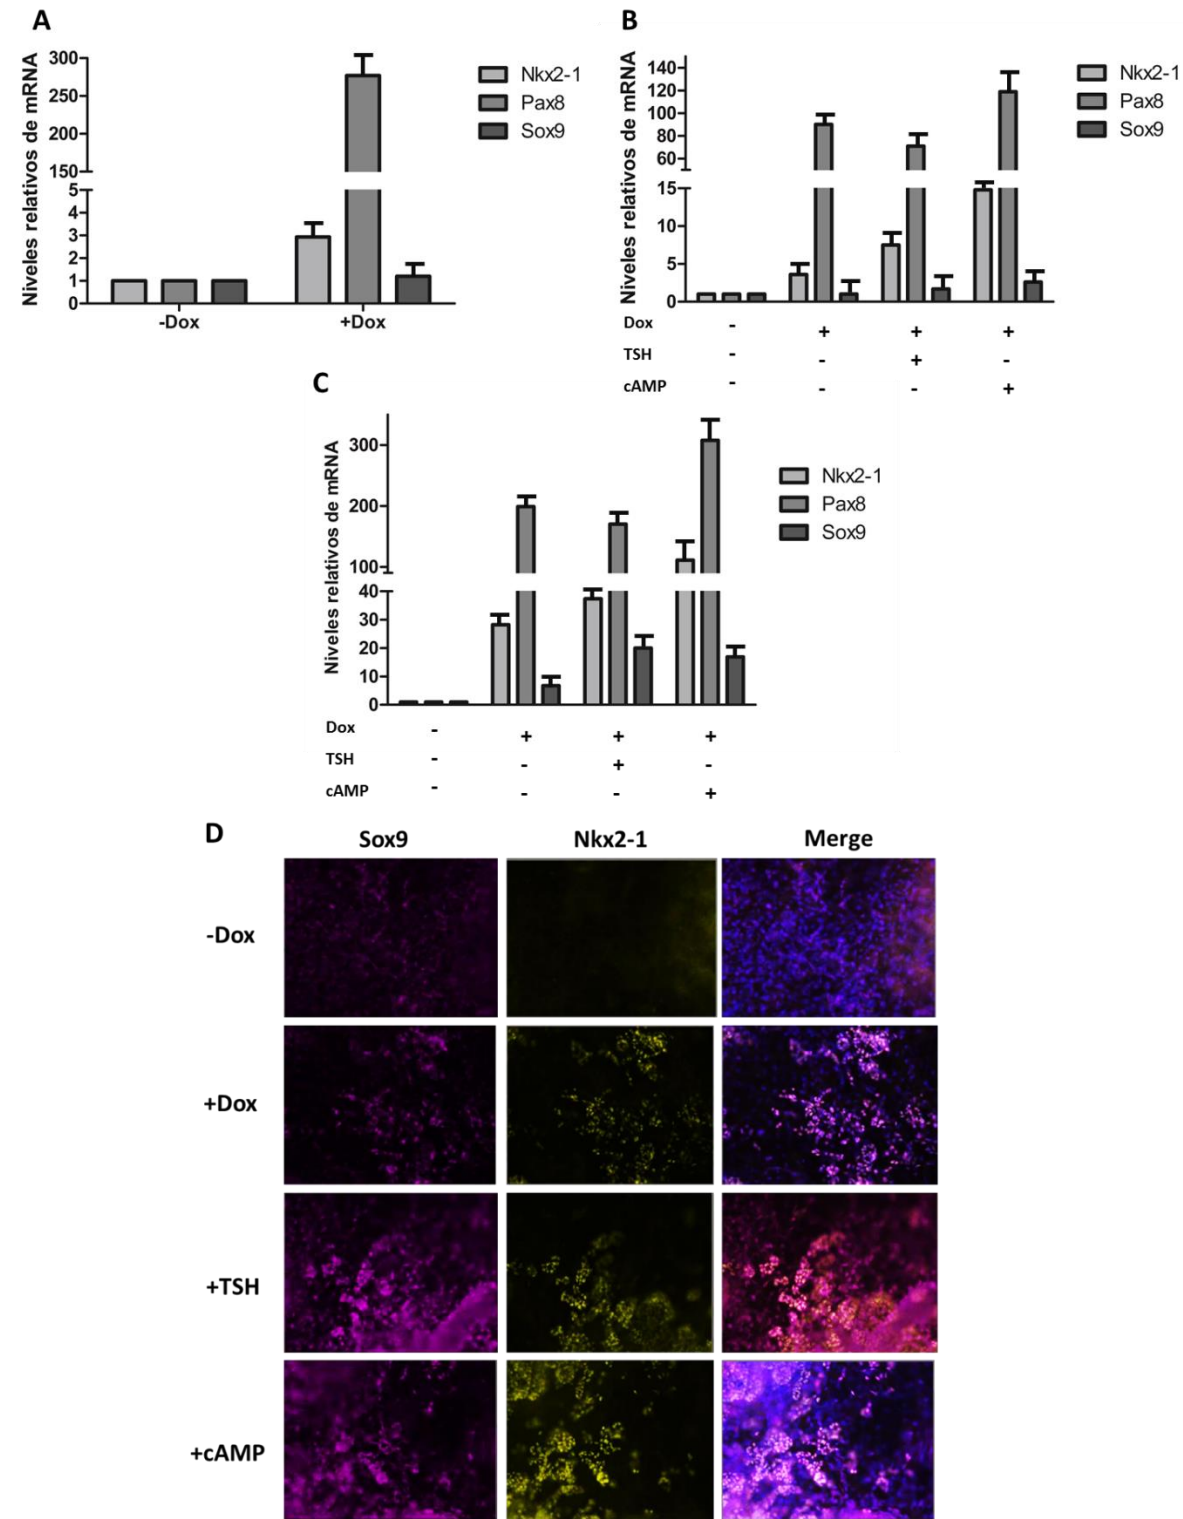 A
Niveles relativos de mRNA
300
250
200
150
5
4
3
2
1
0
-Dox
+Dox
Nkx2-1
Pax8
Sox9
B
Niveles relativos de mRNA
140
120
100
80
60
15
10
5
0
Nkx2-1
Pax8
Sox9
Dox - + + +
TSH - - + -
cAMP - - - +
C
Niveles relativos de mRNA
300
200
100
40
30
20
10
0
Nkx2-1
Pax8
Sox9
Dox - + + +
TSH - - + -
cAMP - - - +
D
Sox9 Nkx2-1 Merge
-Dox
+Dox
+TSH
+cAMP